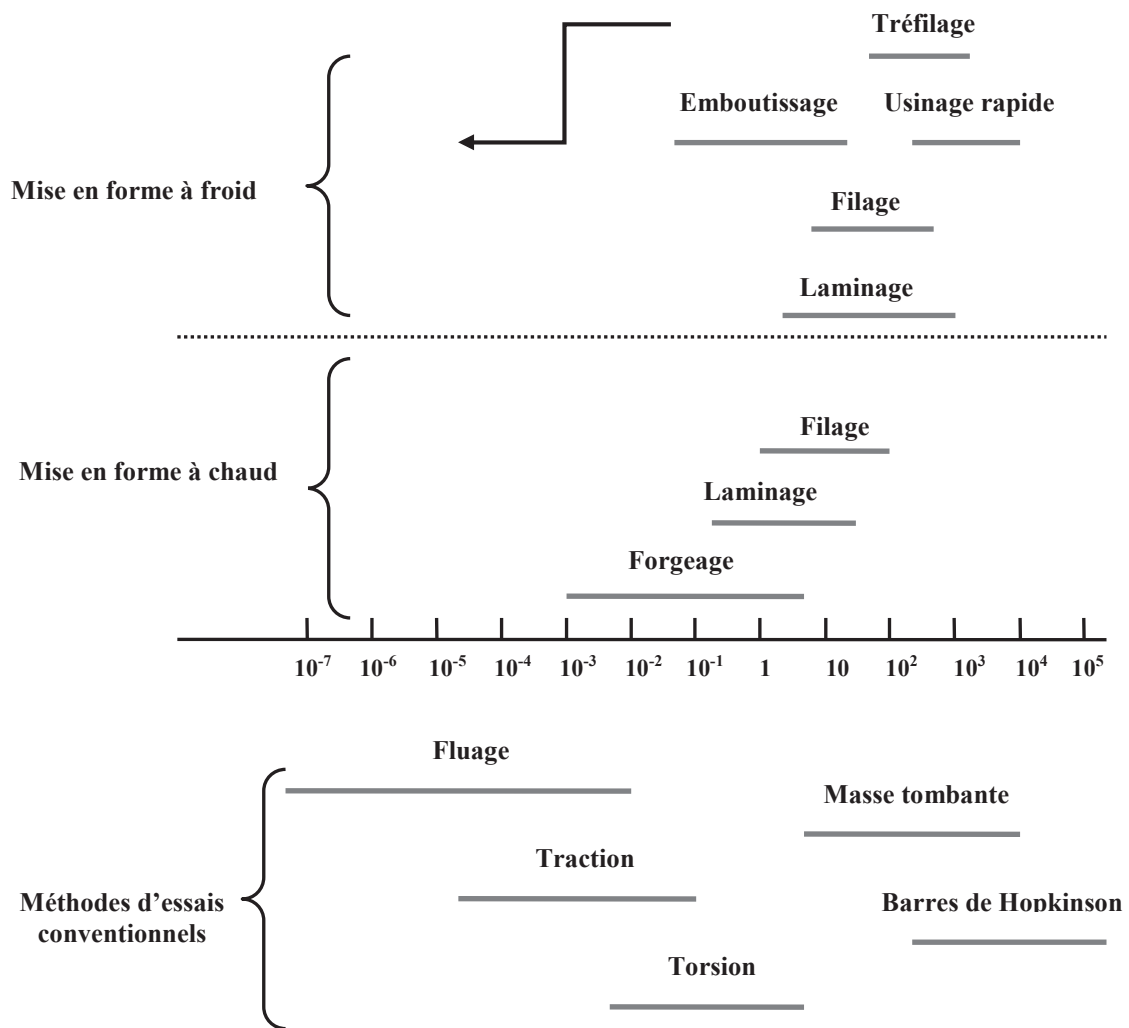 Tréfilage
Emboutissage
Usinage rapide
Mise en forme à froid
Filage
Laminage
Filage
Mise en forme à chaud
Laminage
Forgeage
10⁻⁷ 10⁻⁶ 10⁻⁵ 10⁻⁴ 10⁻³ 10⁻² 10⁻¹ 1 10 10² 10³ 10⁴ 10⁵
Fluage
Masse tombante
Traction
Méthodes d'essais
conventionnels
Barres de Hopkinson
Torsion